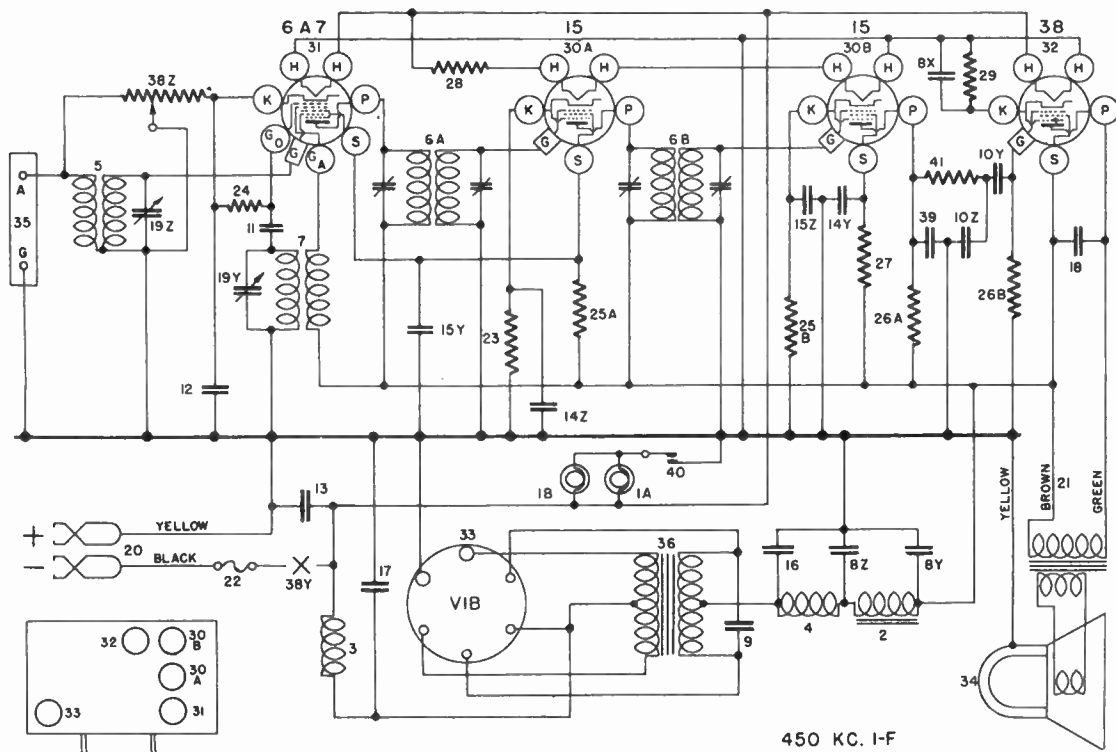 6A7 15 15 38
31 30A 30B 32
H H H H H H H H
38Z 28 8X 29
K P K P K P K
S G S G S G S
GO G GA
A 35 G
5 19Z 24 11 7 19Y
6A 6B
15Z 14Y 27 41 10Y
39 10Z 18
12 15Y 23 25A 25B 26A 26B
14Z
13 1B 1A 40
YELLOW BROWN 21 GREEN
+ YELLOW
− 20 BLACK 22 38Y
17 33 36 16 8Z 8Y
VIB
3 9 4 2
32 30B
30A
33 31
34
450 KC. I-F